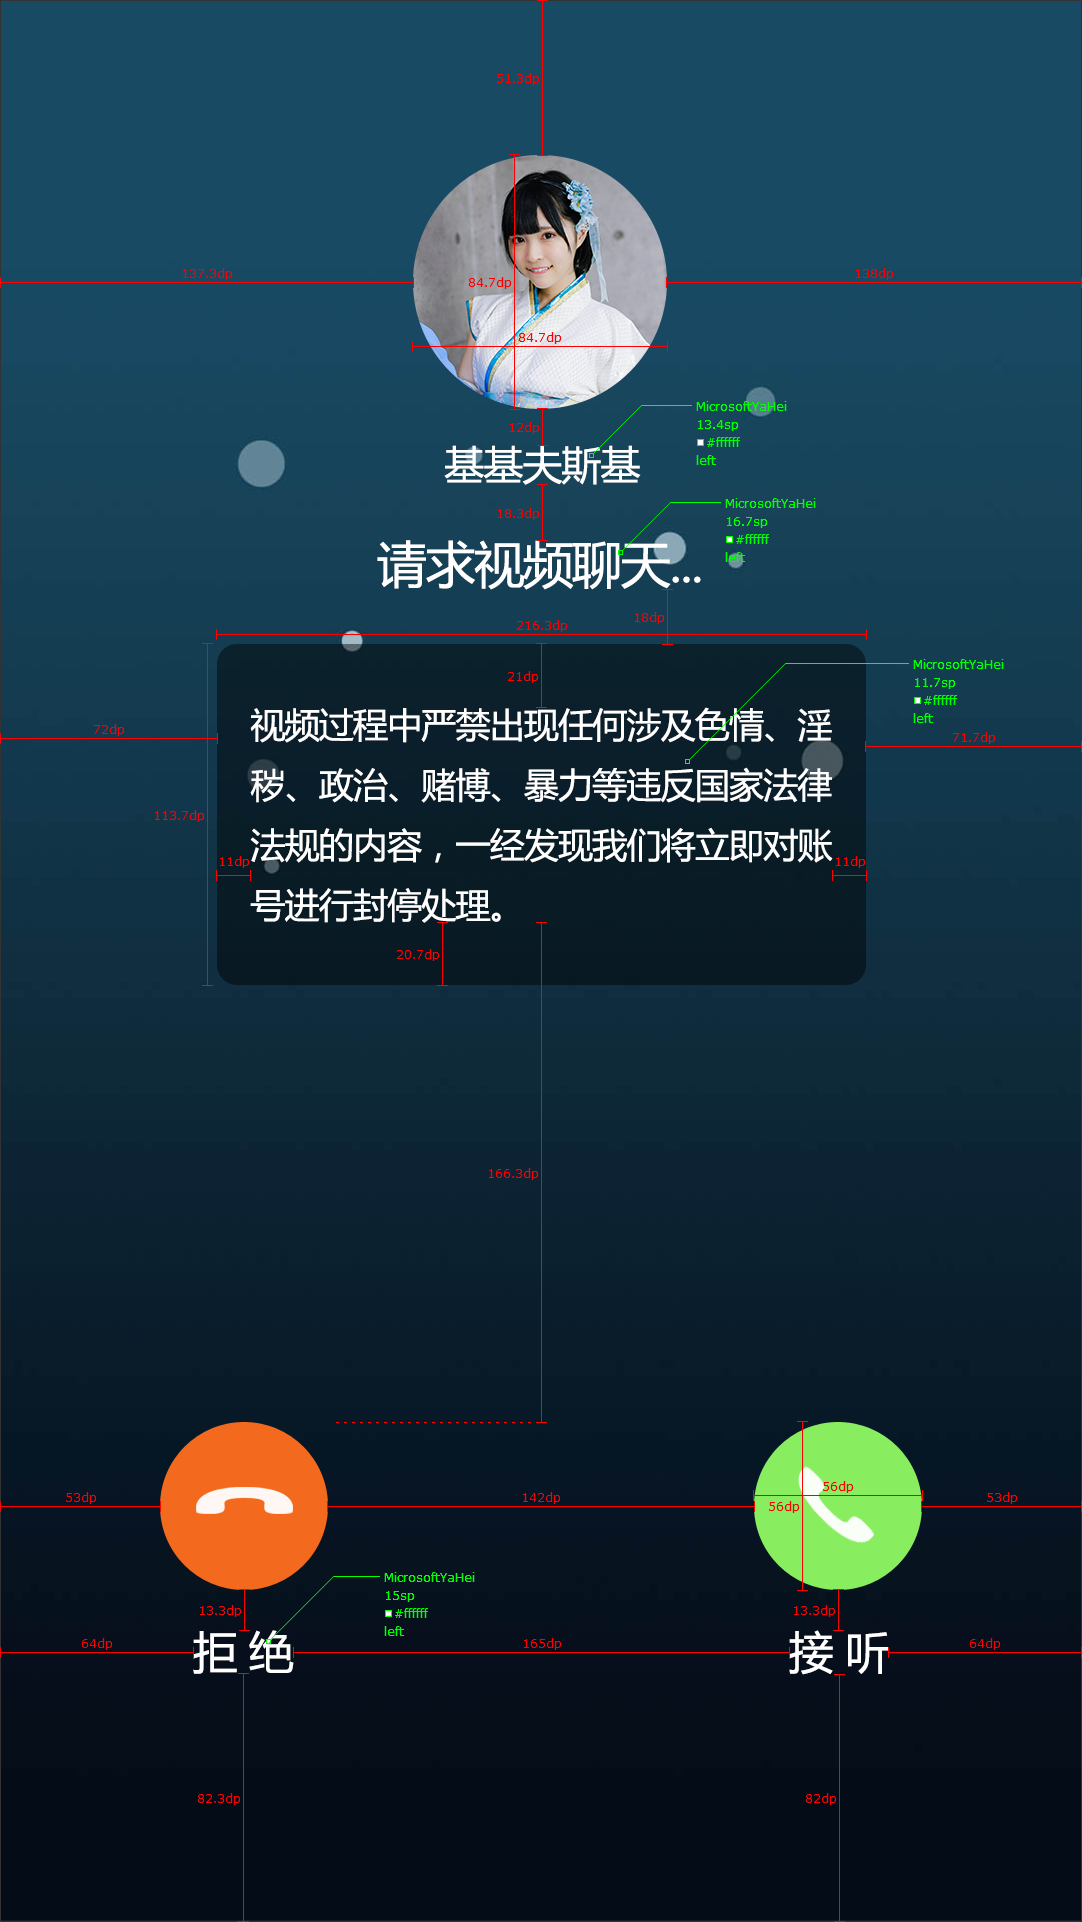 51.3dp
137.3dp
138dp
84.7dp
84.7dp
12dp
MicrosoftYaHei
13.4sp
#ffffff
left
基基夫斯基
18.3dp
MicrosoftYaHei
16.7sp
#ffffff
left
请求视频聊天...
18dp
216.3dp
21dp
MicrosoftYaHei
11.7sp
#ffffff
left
72dp
71.7dp
113.7dp
视频过程中严禁出现任何涉及色情、淫
秽、政治、赌博、暴力等违反国家法律
法规的内容，一经发现我们将立即对账
号进行封停处理。
11dp
11dp
20.7dp
166.3dp
53dp
142dp
56dp
56dp
53dp
13.3dp
MicrosoftYaHei
15sp
#ffffff
left
13.3dp
64dp
拒 绝
165dp
接 听
64dp
82.3dp
82dp